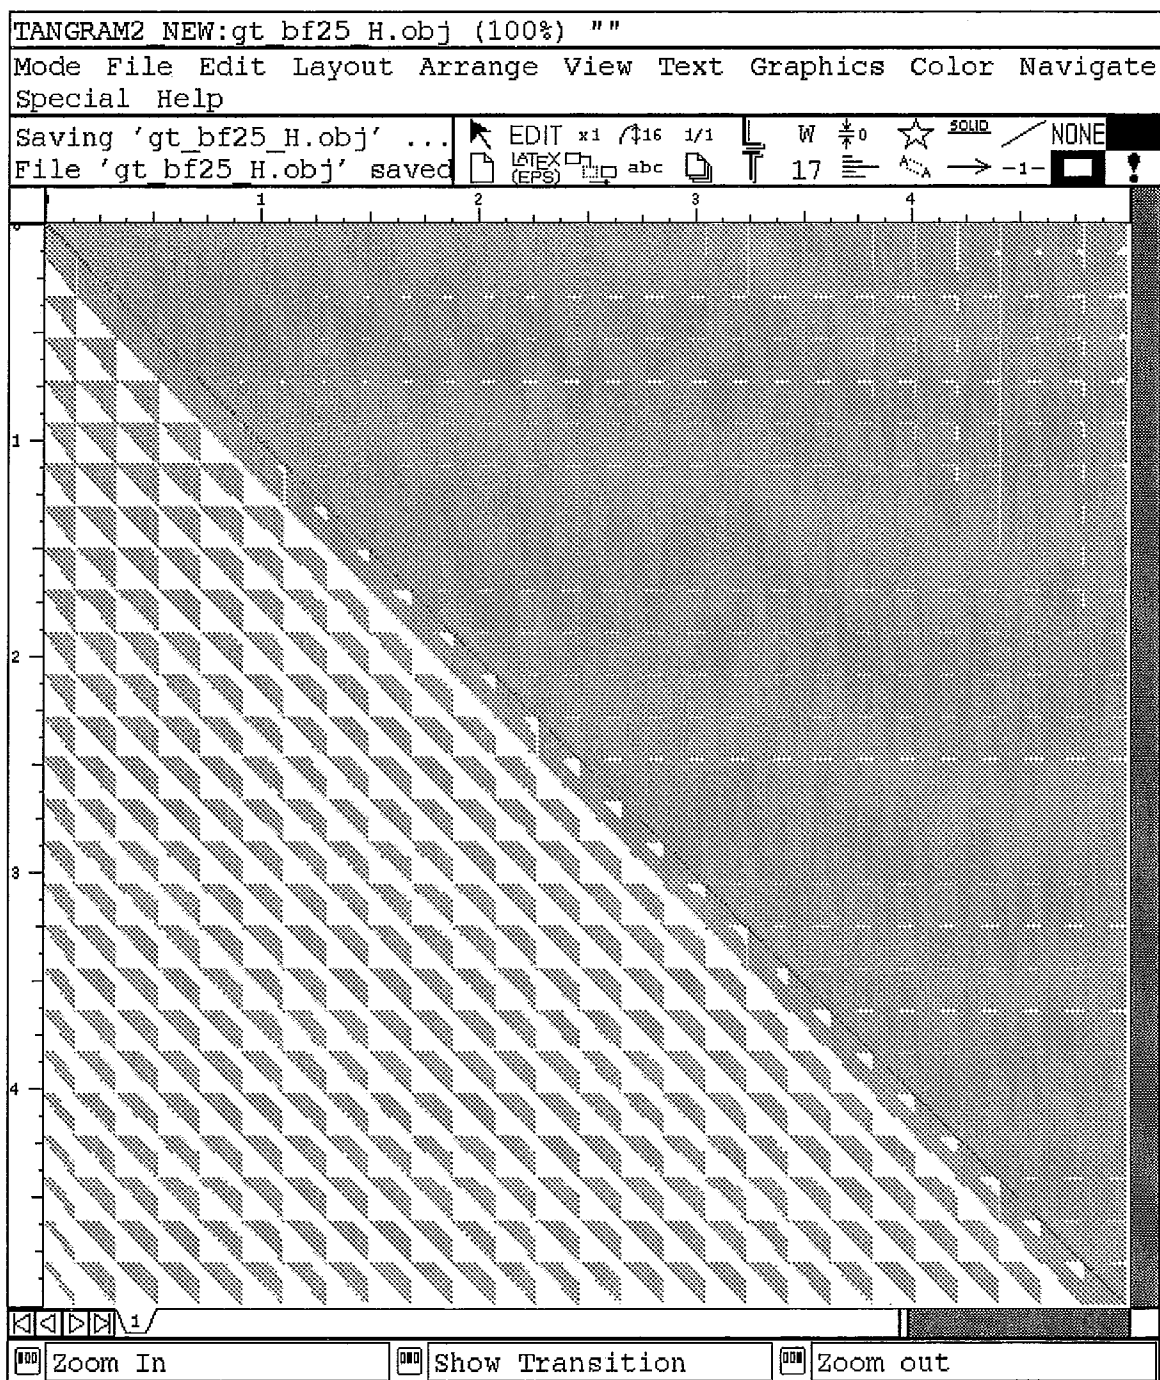 TANGRAM2_NEW:gt_bf25_H.obj (100%) ""
Mode File Edit Layout Arrange View Text Graphics Color Navigate
Special Help
Saving 'gt_bf25_H.obj' ...
File 'gt_bf25_H.obj' saved
EDIT x1 16 1/1 L W 0 SOLID NONE
LATEX (EPS) abc T 17 A A -1- !
1 2 3 4
0
1
2
3
4
1
Zoom In Show Transition Zoom out